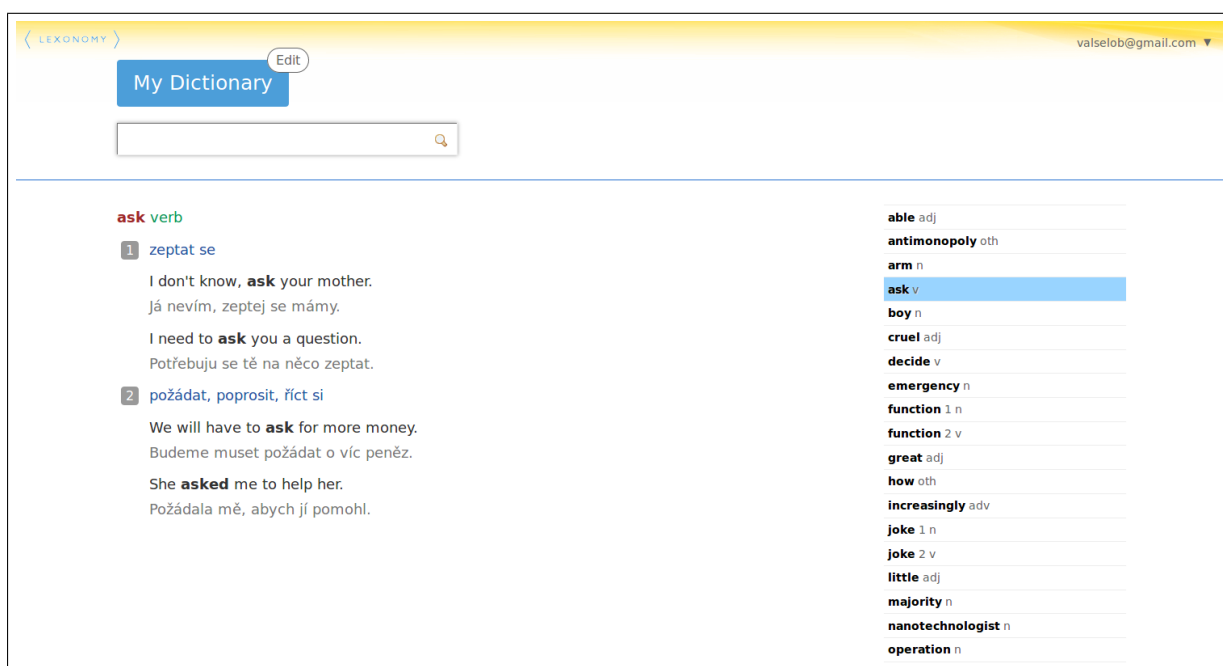 〈 LEXONOMY 〉
valselob@gmail.com ▼
Edit
My Dictionary
ask verb
1 zeptat se
I don't know, ask your mother.
Já nevím, zeptej se mámy.
I need to ask you a question.
Potřebuju se tě na něco zeptat.
2 požádat, poprosit, říct si
We will have to ask for more money.
Budeme muset požádat o víc peněz.
She asked me to help her.
Požádala mě, abych jí pomohl.
able adj
antimonopoly oth
arm n
ask v
boy n
cruel adj
decide v
emergency n
function 1 n
function 2 v
great adj
how oth
increasingly adv
joke 1 n
joke 2 v
little adj
majority n
nanotechnologist n
operation n